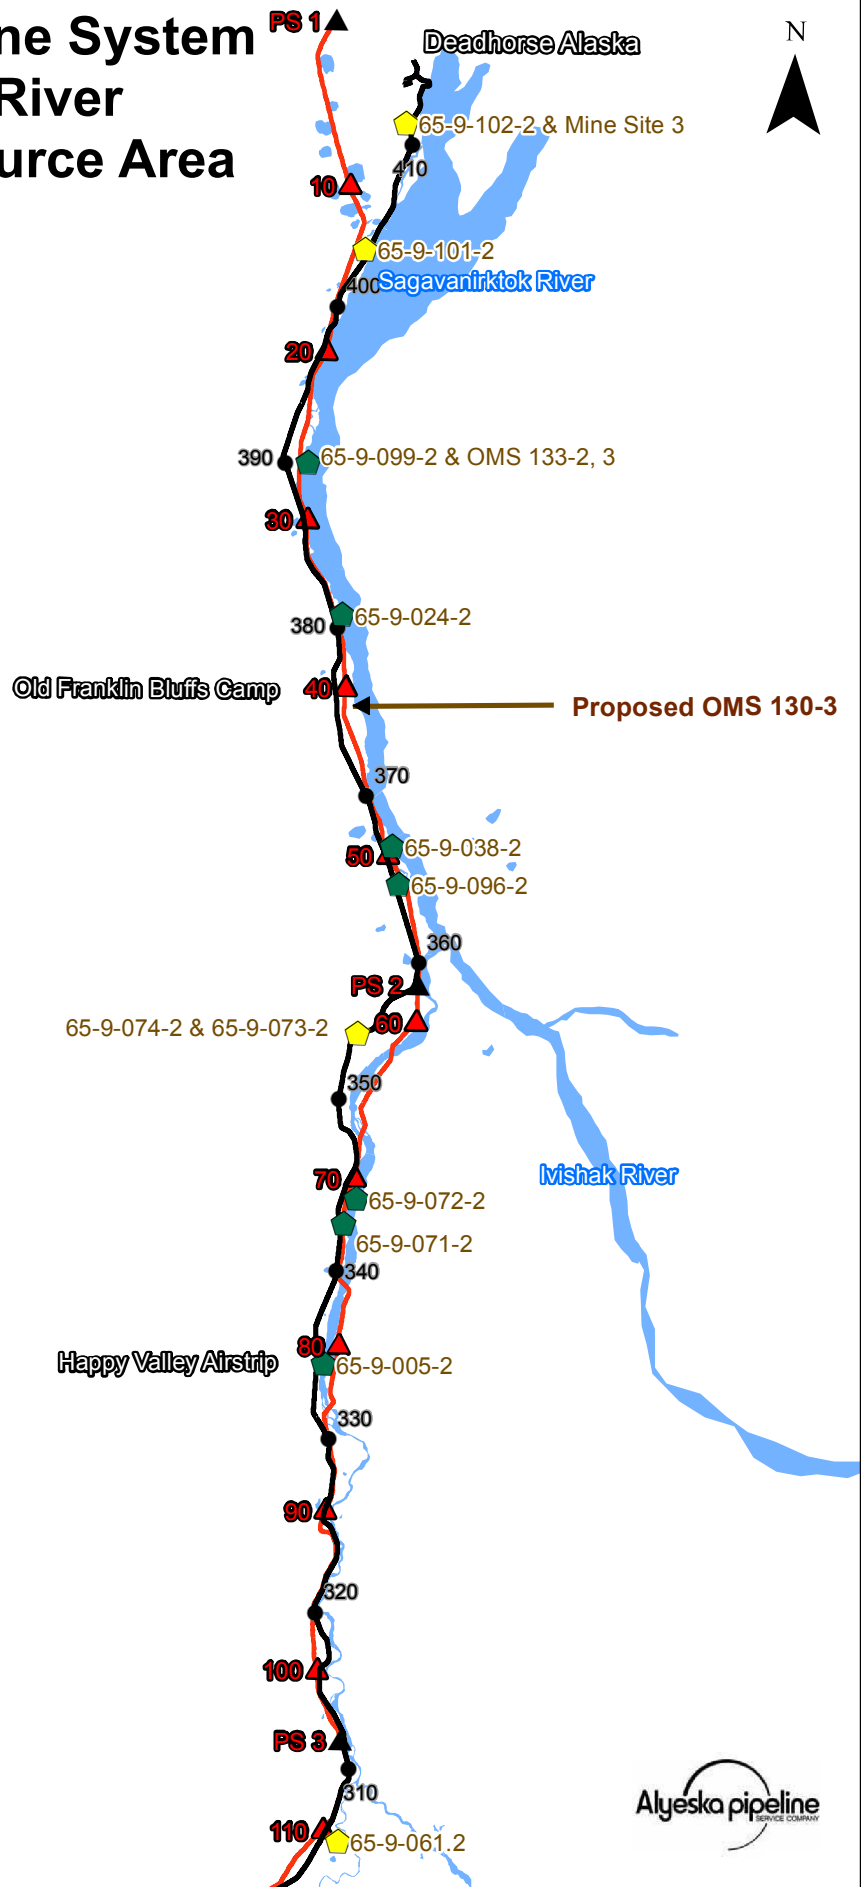 ne System
River
urce Area
PS 1
Deadhorse Alaska
N
65-9-102-2 & Mine Site 3
410
10
65-9-101-2
Sagavanirktok River
400
20
390
65-9-099-2 & OMS 133-2, 3
30
65-9-024-2
380
Old Franklin Bluffs Camp
40
Proposed OMS 130-3
370
65-9-038-2
50
65-9-096-2
360
PS 2
60
65-9-074-2 & 65-9-073-2
350
Ivishak River
70
65-9-072-2
65-9-071-2
340
80
Happy Valley Airstrip
65-9-005-2
330
90
320
100
PS 3
310
Alyeska pipeline
SERVICE COMPANY
110
65-9-061.2